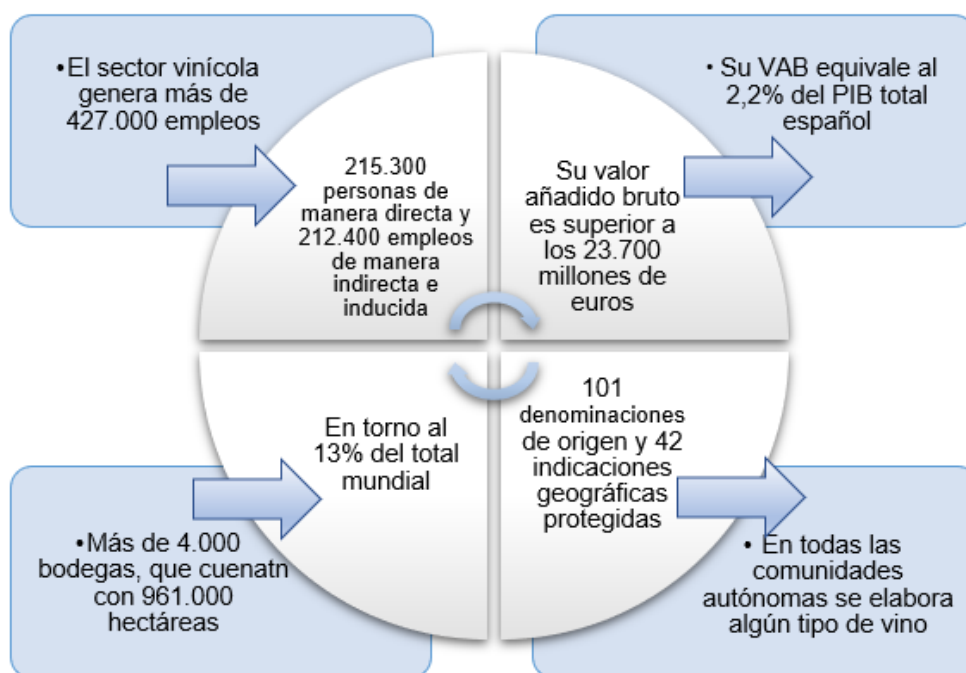 •El sector vinícola
genera más de
427.000 empleos
215.300
personas de
manera directa y
212.400 empleos
de manera
indirecta e
inducida
Su valor
añadido bruto
es superior a
los 23.700
millones de
euros
• Su VAB equivale al
2,2% del PIB total
español
•Más de 4.000
bodegas, que cuenatn
con 961.000
hectáreas
En torno al
13% del total
mundial
101
denominaciones
de origen y 42
indicaciones
geográficas
protegidas
• En todas las
comunidades
autónomas se elabora
algún tipo de vino